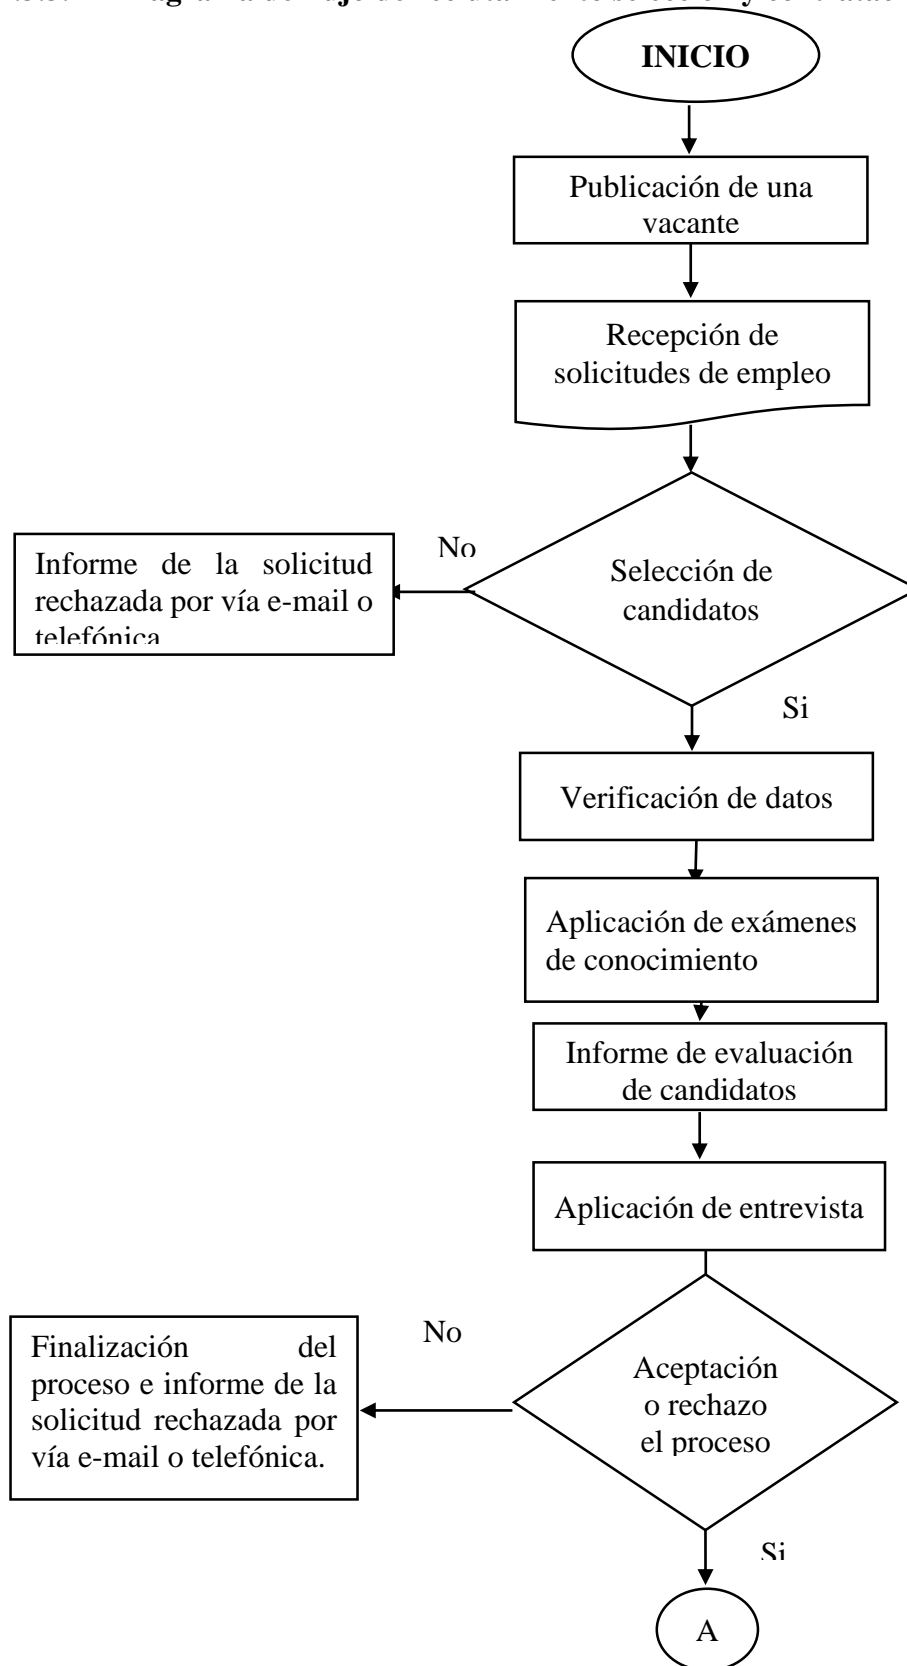 INICIO
Publicación de una
vacante
Recepción de
solicitudes de empleo
Selección de
candidatos
No
Informe de la solicitud
rechazada por vía e-mail o
telefónica
Si
Verificación de datos
Aplicación de exámenes
de conocimiento
Informe de evaluación
de candidatos
Aplicación de entrevista
Aceptación
o rechazo
el proceso
No
Finalización del
proceso e informe de la
solicitud rechazada por
vía e-mail o telefónica.
Si
A